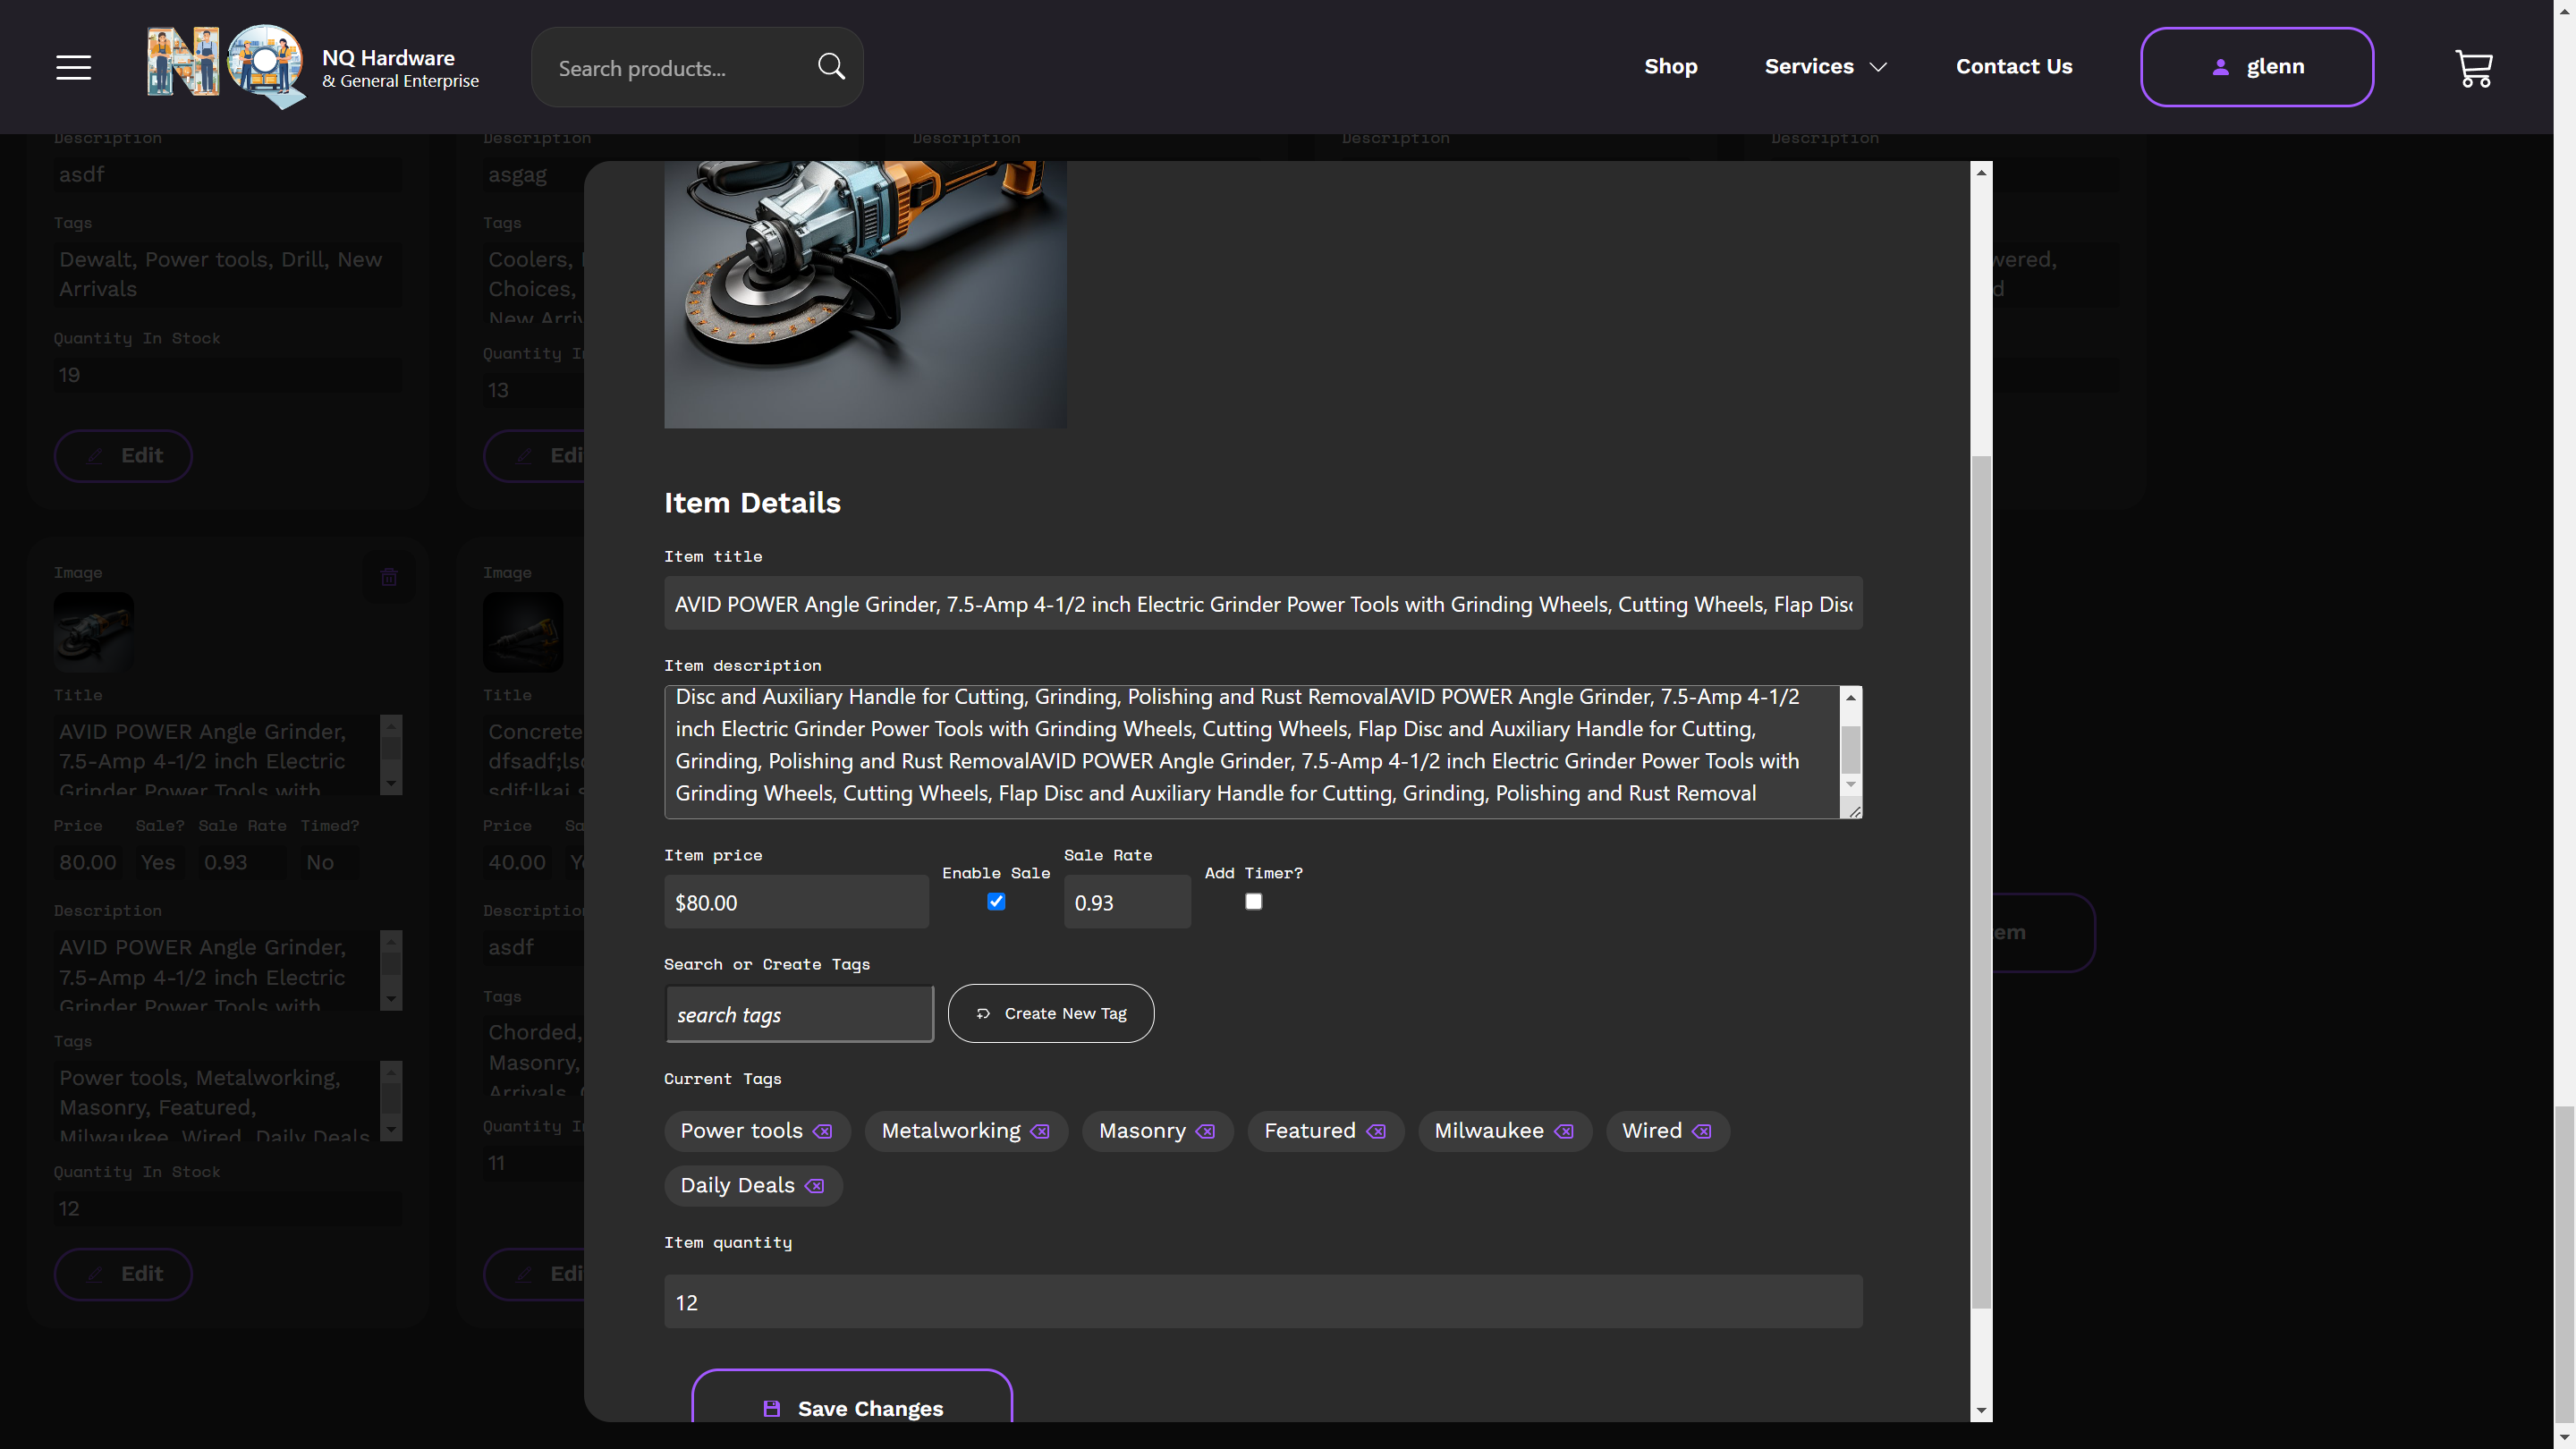 NQ Hardware
& General Enterprise
Search products...
Shop
Services
Contact Us
glenn
Description
asdf
Tags
Dewalt, Power tools, Drill, New
Arrivals
Quantity In Stock
19
Edit
Description
asgag
Tags
Coolers,
Choices,
New
Quantity
13
Description
Description
Description
Image
Title
AVID POWER Angle Grinder,
7.5-Amp 4-1/2 inch Electric
Grinder Power Tools with
Price Sale? Sale Rate Timed?
80.00 Yes 0.93 No
Description
AVID POWER Angle Grinder,
7.5-Amp 4-1/2 inch Electric
Grinder Power Tools with
Tags
Power tools, Metalworking,
Masonry, Featured,
Milwaukee, Wired, Daily Deals
Quantity In Stock
12
Edit
Image
Title
Concrete
Price
40.00
Description
asdf
Tags
Chorded,
Masonry,
Arrivals,
Quantity
11
Item Details
Item title
AVID POWER Angle Grinder, 7.5-Amp 4-1/2 inch Electric Grinder Power Tools with Grinding Wheels, Cutting Wheels, Flap Disc
Item description
Disc and Auxiliary Handle for Cutting, Grinding, Polishing and Rust RemovalAVID POWER Angle Grinder, 7.5-Amp 4-1/2
inch Electric Grinder Power Tools with Grinding Wheels, Cutting Wheels, Flap Disc and Auxiliary Handle for Cutting,
Grinding, Polishing and Rust RemovalAVID POWER Angle Grinder, 7.5-Amp 4-1/2 inch Electric Grinder Power Tools with
Grinding Wheels, Cutting Wheels, Flap Disc and Auxiliary Handle for Cutting, Grinding, Polishing and Rust Removal
Item price
Enable Sale
Sale Rate
Add Timer?
$80.00
0.93
Search or Create Tags
search tags
Create New Tag
Current Tags
Power tools
Metalworking
Masonry
Featured
Milwaukee
Wired
Daily Deals
Item quantity
12
Save Changes